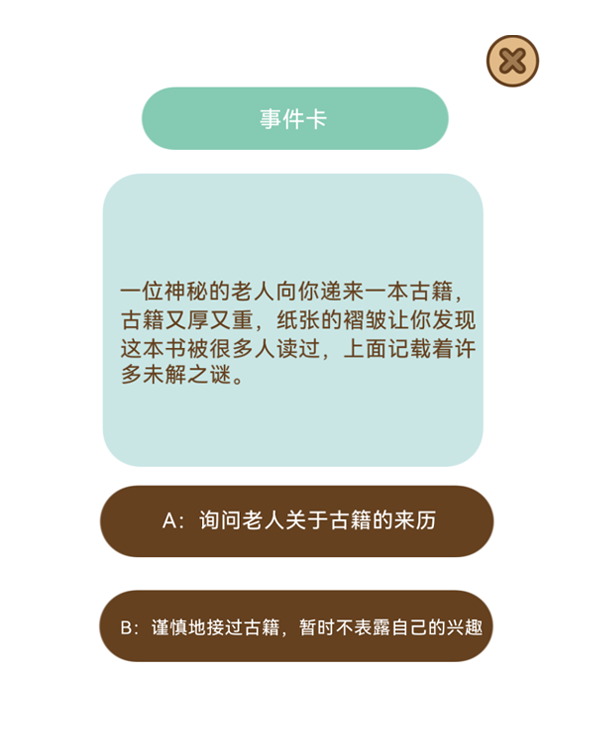 事件卡
一位神秘的老人向你递来一本古籍，
古籍又厚又重，纸张的褶皱让你发现
这本书被很多人读过，上面记载着许
多未解之谜。
A：询问老人关于古籍的来历
B：谨慎地接过古籍，暂时不表露自己的兴趣